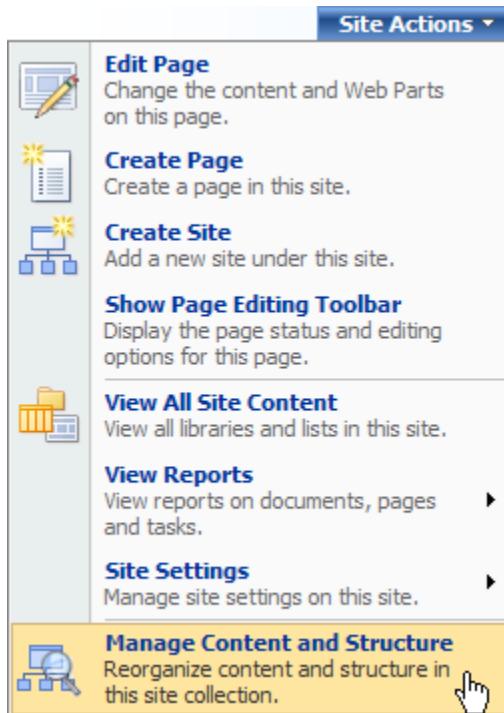 Site Actions
Edit Page
Change the content and Web Parts
on this page.
Create Page
Create a page in this site.
Create Site
Add a new site under this site.
Show Page Editing Toolbar
Display the page status and editing
options for this page.
View All Site Content
View all libraries and lists in this site.
View Reports
View reports on documents, pages
and tasks.
Site Settings
Manage site settings on this site.
Manage Content and Structure
Reorganize content and structure in
this site collection.